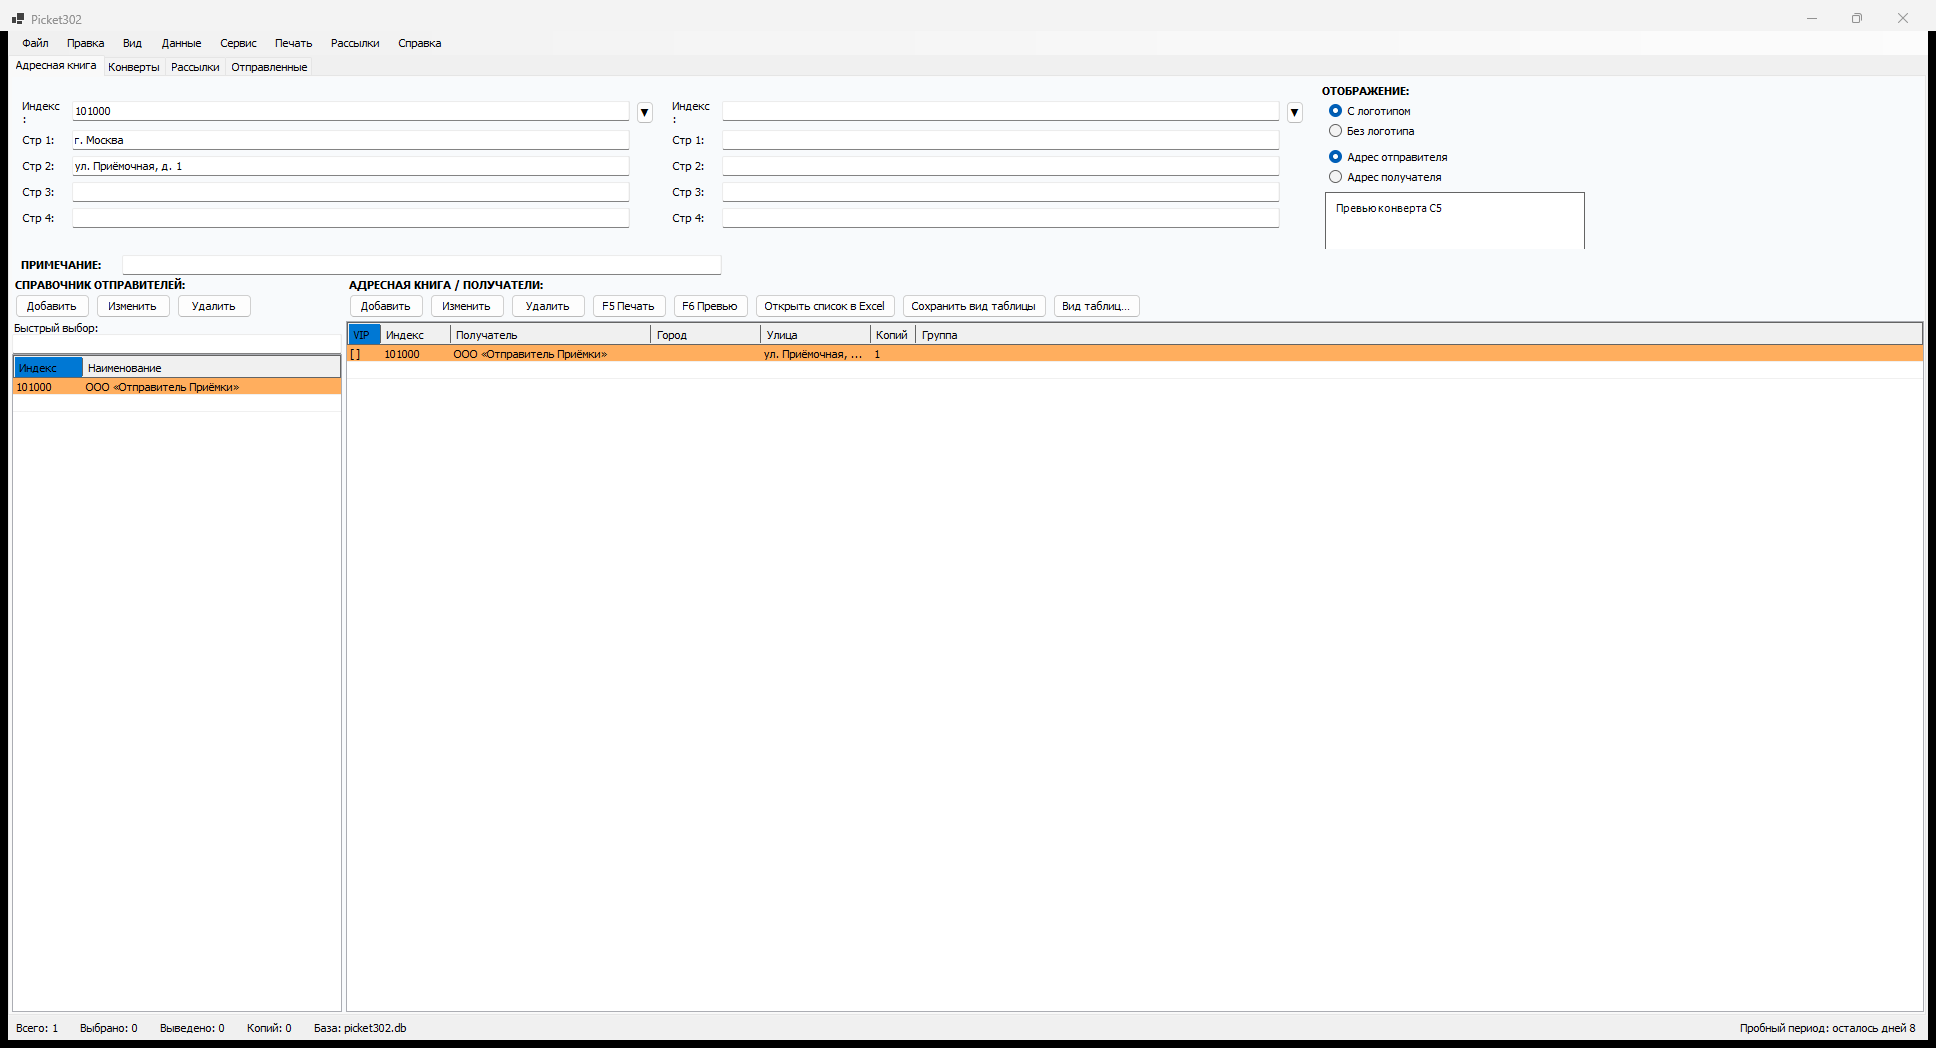 Picket302
Файл Правка Вид Данные Сервис Печать Рассылки Справка
Адресная книга Конверты Рассылки Отправленные
Индекс: 101000 ▼
Стр 1: г. Москва
Стр 2: ул. Приёмочная, д. 1
Стр 3:
Стр 4:
Индекс: ▼
Стр 1:
Стр 2:
Стр 3:
Стр 4:
ОТОБРАЖЕНИЕ:
С логотипом
Без логотипа
Адрес отправителя
Адрес получателя
Превью конверта C5
ПРИМЕЧАНИЕ:
СПРАВОЧНИК ОТПРАВИТЕЛЕЙ:
Добавить Изменить Удалить
Быстрый выбор:
Индекс Наименование
101000 ООО «Отправитель Приёмки»
АДРЕСНАЯ КНИГА / ПОЛУЧАТЕЛИ:
Добавить Изменить Удалить F5 Печать F6 Превью Открыть список в Excel Сохранить вид таблицы Вид таблиц...
VIP Индекс Получатель Город Улица Копий Группа
[] 101000 ООО «Отправитель Приёмки» ул. Приёмочная, ... 1
Всего: 1 Выбрано: 0 Выведено: 0 Копий: 0 База: picket302.db
Пробный период: осталось дней 8